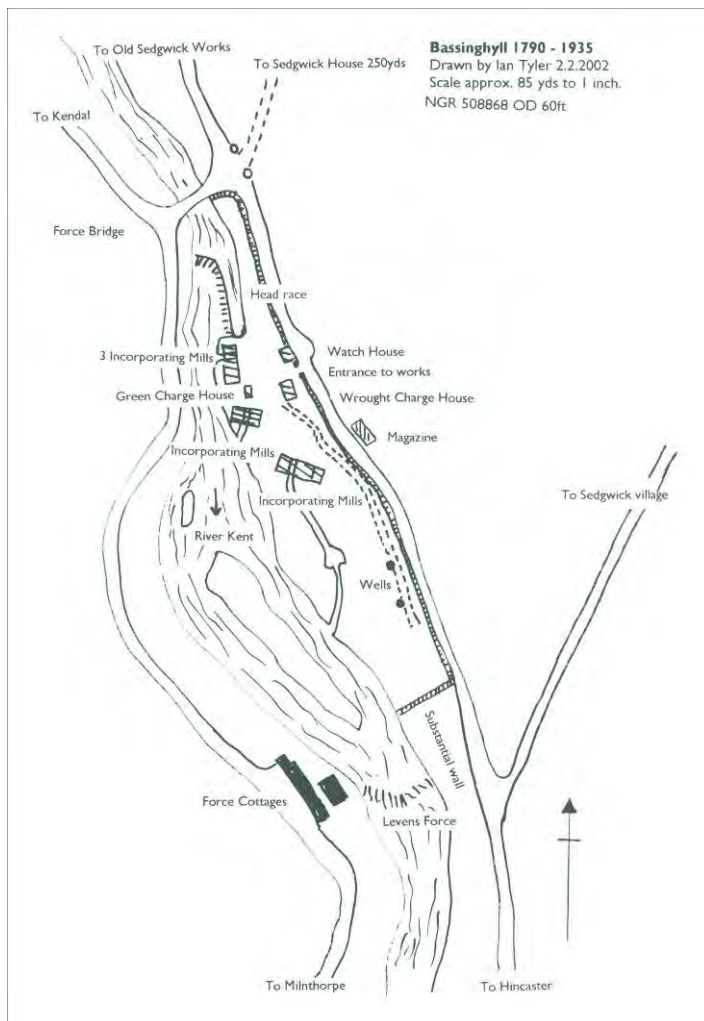 Bassinghyll 1790 - 1935
Drawn by Ian Tyler 2.2.2002
Scale approx. 85 yds to 1 inch.
NGR 508868 OD 60ft
To Old Sedgwick Works
To Sedgwick House 250yds
To Kendal
Force Bridge
Head race
3 Incorporating Mills
Watch House
Entrance to works
Green Charge House
Wrought Charge House
Magazine
Incorporating Mills
Incorporating Mills
To Sedgwick village
River Kent
Wells
Substantial wall
Force Cottages
Levens Force
To Milnthorpe
To Hincaster